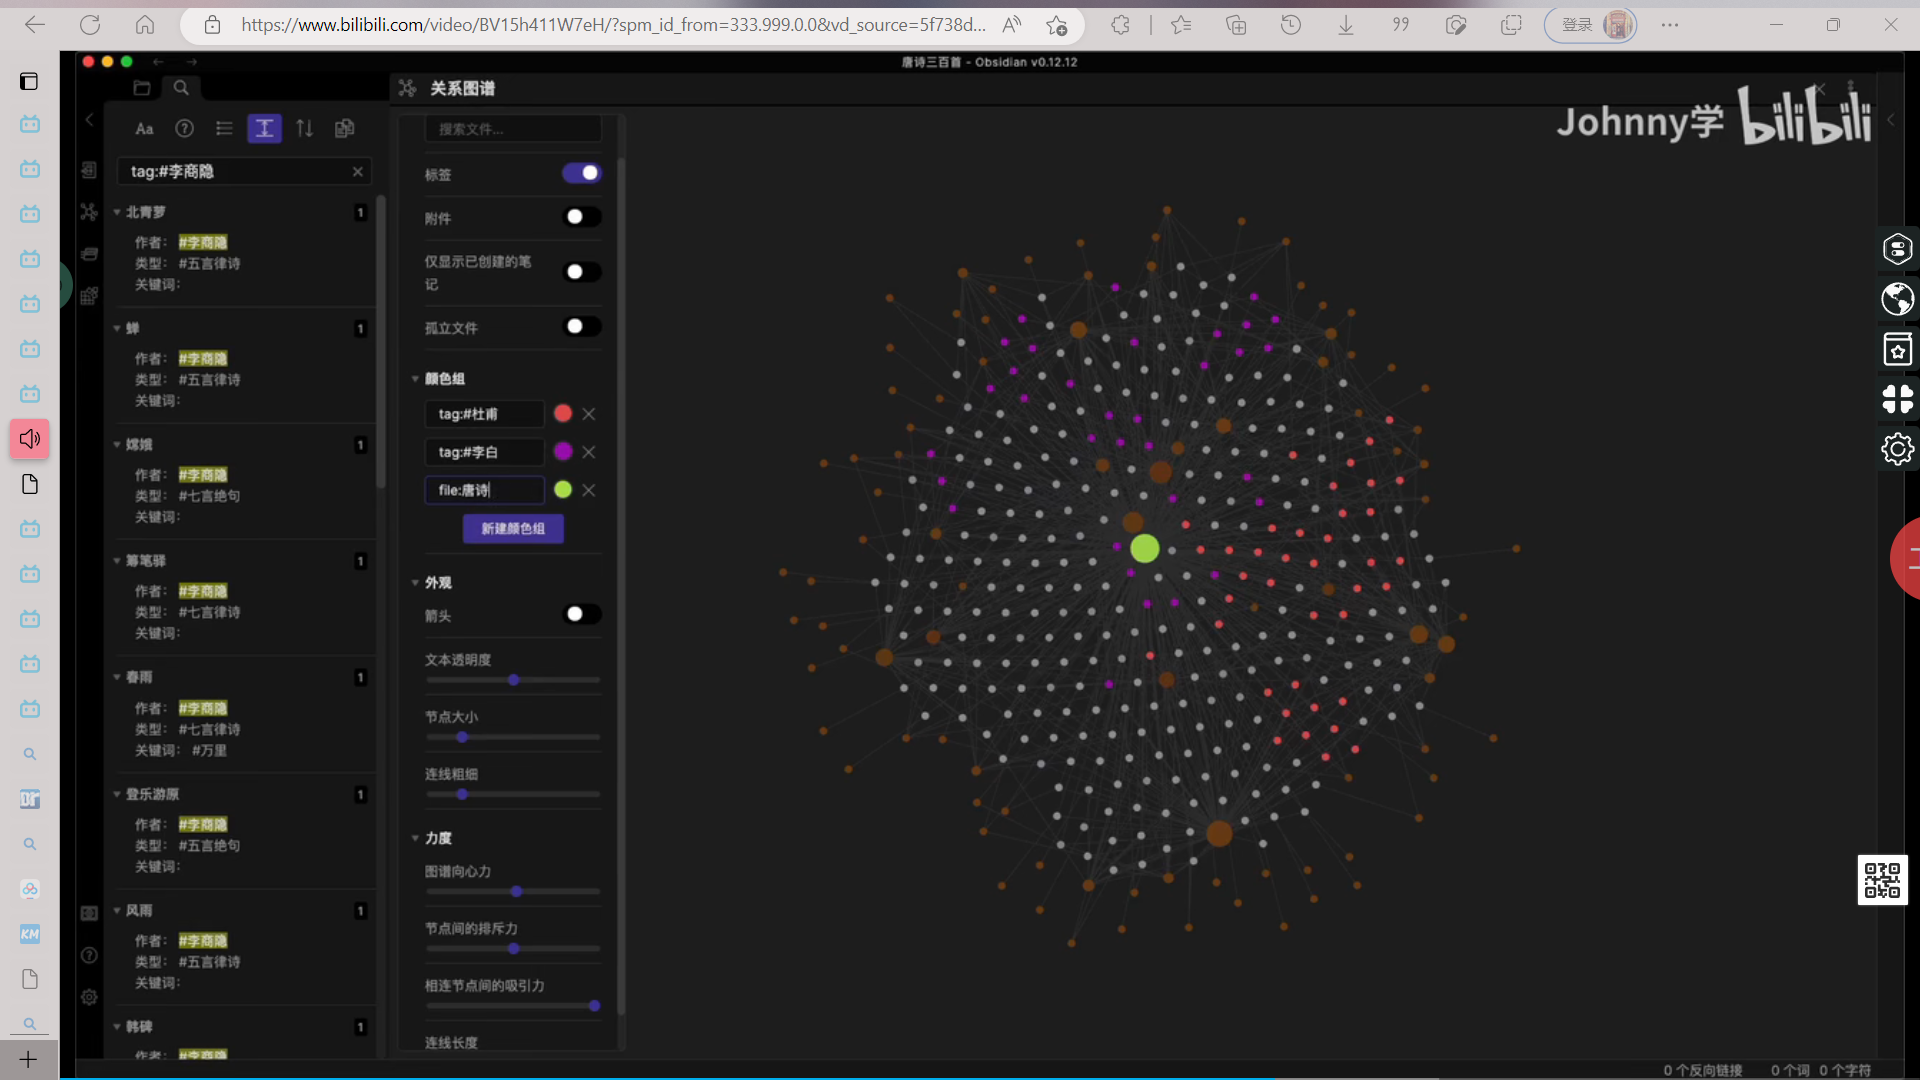 https://www.bilibili.com/video/BV15h411W7eH/?spm_id_from=333.999.0.0&vd_source=5f738d...
登录
唐诗三百首 - Obsidian v0.12.12
关系图谱
Johnny学 bilibili
Aa
tag:#李商隐
北青萝 1
作者： #李商隐
类型： #五言律诗
关键词：
蝉 1
作者： #李商隐
类型： #五言律诗
关键词：
嫦娥 1
作者： #李商隐
类型： #七言绝句
关键词：
筹笔驿 1
作者： #李商隐
类型： #七言律诗
关键词：
春雨 1
作者： #李商隐
类型： #七言律诗
关键词： #万里
登乐游原 1
作者： #李商隐
类型： #五言绝句
关键词：
风雨 1
作者： #李商隐
类型： #五言律诗
关键词：
韩碑 1
作者： #李商隐
搜索文件...
标签
附件
仅显示已创建的笔
记
孤立文件
颜色组
tag:#杜甫
tag:#李白
file:唐诗
新建颜色组
外观
箭头
文本透明度
节点大小
连线粗细
力度
图谱向心力
节点间的排斥力
相连节点间的吸引力
连线长度
KM
0 个反向链接 0 个词 0 个字符